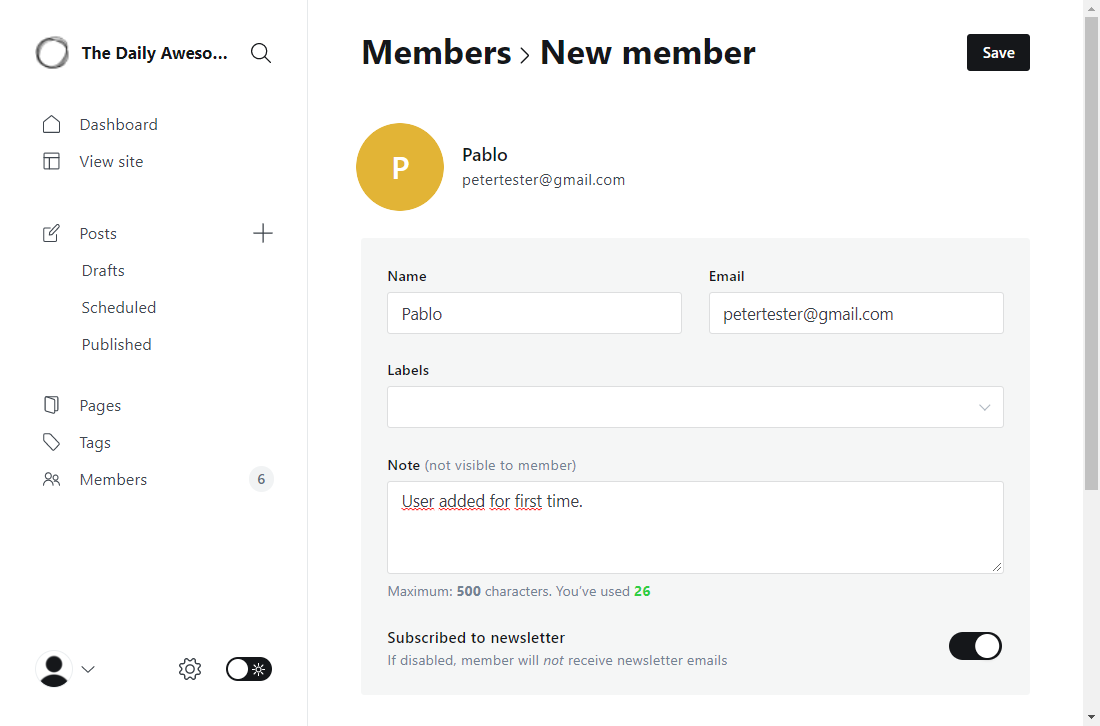 The Daily Aweso...
Dashboard
View site
Posts
Drafts
Scheduled
Published
Pages
Tags
Members 6
Members › New member
Save
P
Pablo
petertester@gmail.com
Name Email
Pablo petertester@gmail.com
Labels
Note (not visible to member)
User added for first time.
Maximum: 500 characters. You’ve used 26
Subscribed to newsletter
If disabled, member will not receive newsletter emails